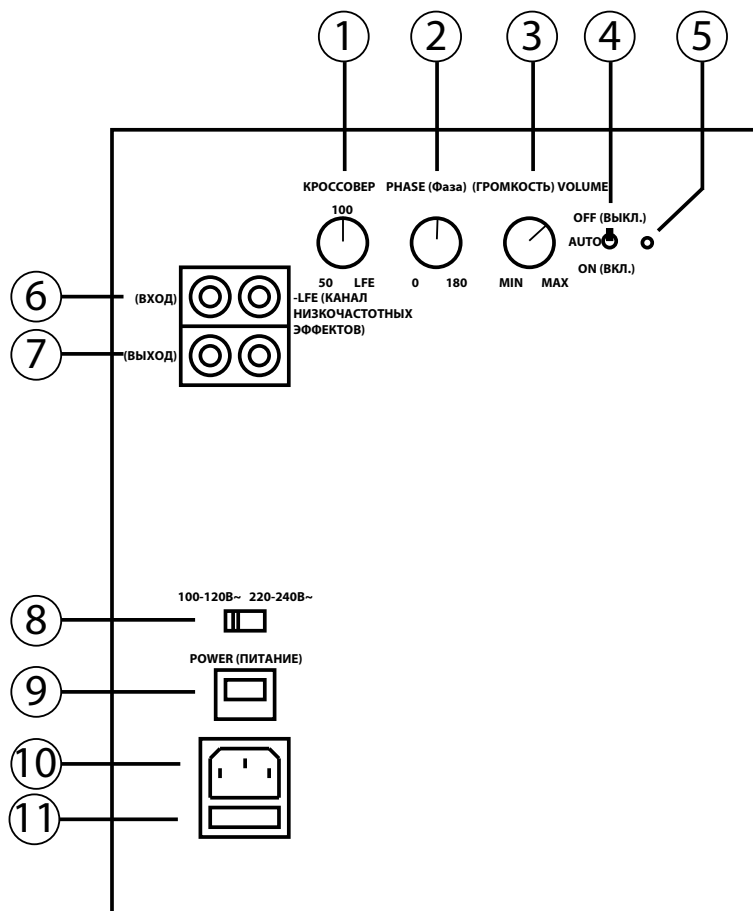 1 2 3 4 5
КРОССОВЕР PHASE (Фаза) (ГРОМКОСТЬ) VOLUME
100
OFF (ВЫКЛ.)
AUTO
ON (ВКЛ.)
50 LFE 0 180 MIN MAX
6 (ВХОД)
-LFE (КАНАЛ
НИЗКОЧАСТОТНЫХ
ЭФФЕКТОВ)
7 (ВЫХОД)
100-120В~ 220-240В~
8
POWER (ПИТАНИЕ)
9
10
11